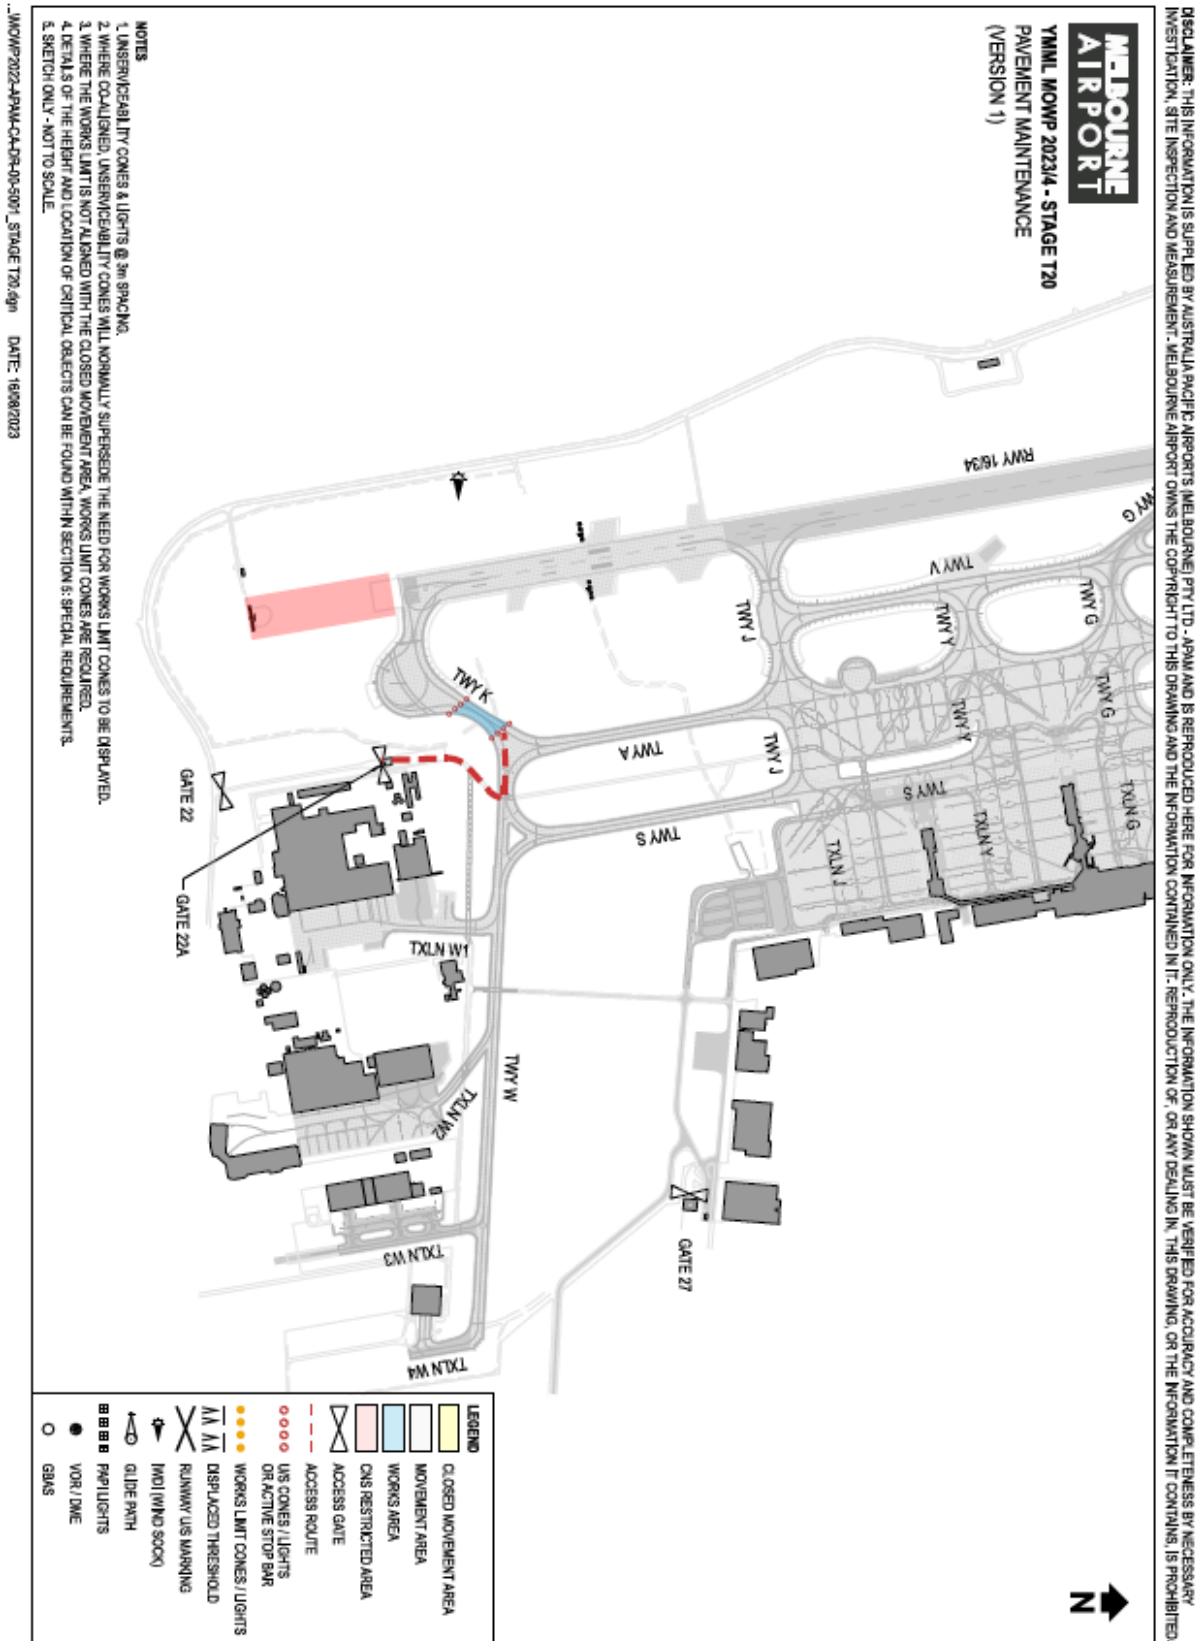 DISCLAIMER: THIS INFORMATION IS SUPPLIED BY AUSTRALIA PACIFIC AIRPORTS (MELBOURNE) PTY LTD - APAM AND IS REPRODUCED HERE FOR INFORMATION ONLY. THE INFORMATION SHOWN MUST BE VERIFIED FOR ACCURACY AND COMPLETENESS BY NECESSARY
INVESTIGATION, SITE INSPECTION AND MEASUREMENT. MELBOURNE AIRPORT OWNS THE COPYRIGHT TO THIS DRAWING AND THE INFORMATION CONTAINED IN IT. REPRODUCTION OF, OR ANY DEALING IN, THIS DRAWING, OR THE INFORMATION IT CONTAINS, IS PROHIBITED.
MELBOURNE
AIRPORT
YMML MOWP 2023/4 - STAGE T20
PAVEMENT MAINTENANCE
(VERSION 1)
N
RWY 16/34
TWY G
TWY V
TWY G
TWY J
TWY Y
TWY G
TWY K
TWY Y
TWY A
TWY J
TWY S
TXLN G
TWY S
TXLN Y
TXLN J
GATE 22
GATE 22A
TXLN W1
TWY W
TXLN W2
GATE 27
TXLN W3
TXLN W4
NOTES
1. UNSERVICEABILITY CONES & LIGHTS @ 3m SPACING.
2. WHERE CO-ALIGNED, UNSERVICEABILITY CONES WILL NORMALLY SUPERSEDE THE NEED FOR WORKS LIMIT CONES TO BE DISPLAYED.
3. WHERE THE WORKS LIMIT IS NOT ALIGNED WITH THE CLOSED MOVEMENT AREA, WORKS LIMIT CONES ARE REQUIRED.
4. DETAILS OF THE HEIGHT AND LOCATION OF CRITICAL OBJECTS CAN BE FOUND WITHIN SECTION 5: SPECIAL REQUIREMENTS.
5. SKETCH ONLY - NOT TO SCALE.
LEGEND
CLOSED MOVEMENT AREA
MOVEMENT AREA
WORKS AREA
CNS RESTRICTED AREA
ACCESS GATE
ACCESS ROUTE
U/S CONES / LIGHTS
OR ACTIVE STOP BAR
WORKS LIMIT CONES / LIGHTS
DISPLACED THRESHOLD
RUNWAY U/S MARKING
IWDI (WIND SOCK)
GLIDE PATH
PAPI LIGHTS
VOR / DME
GBAS
...\MOWP2022-APAM-CA-DR-00-5001_STAGE T20.dgn DATE: 16/08/2023